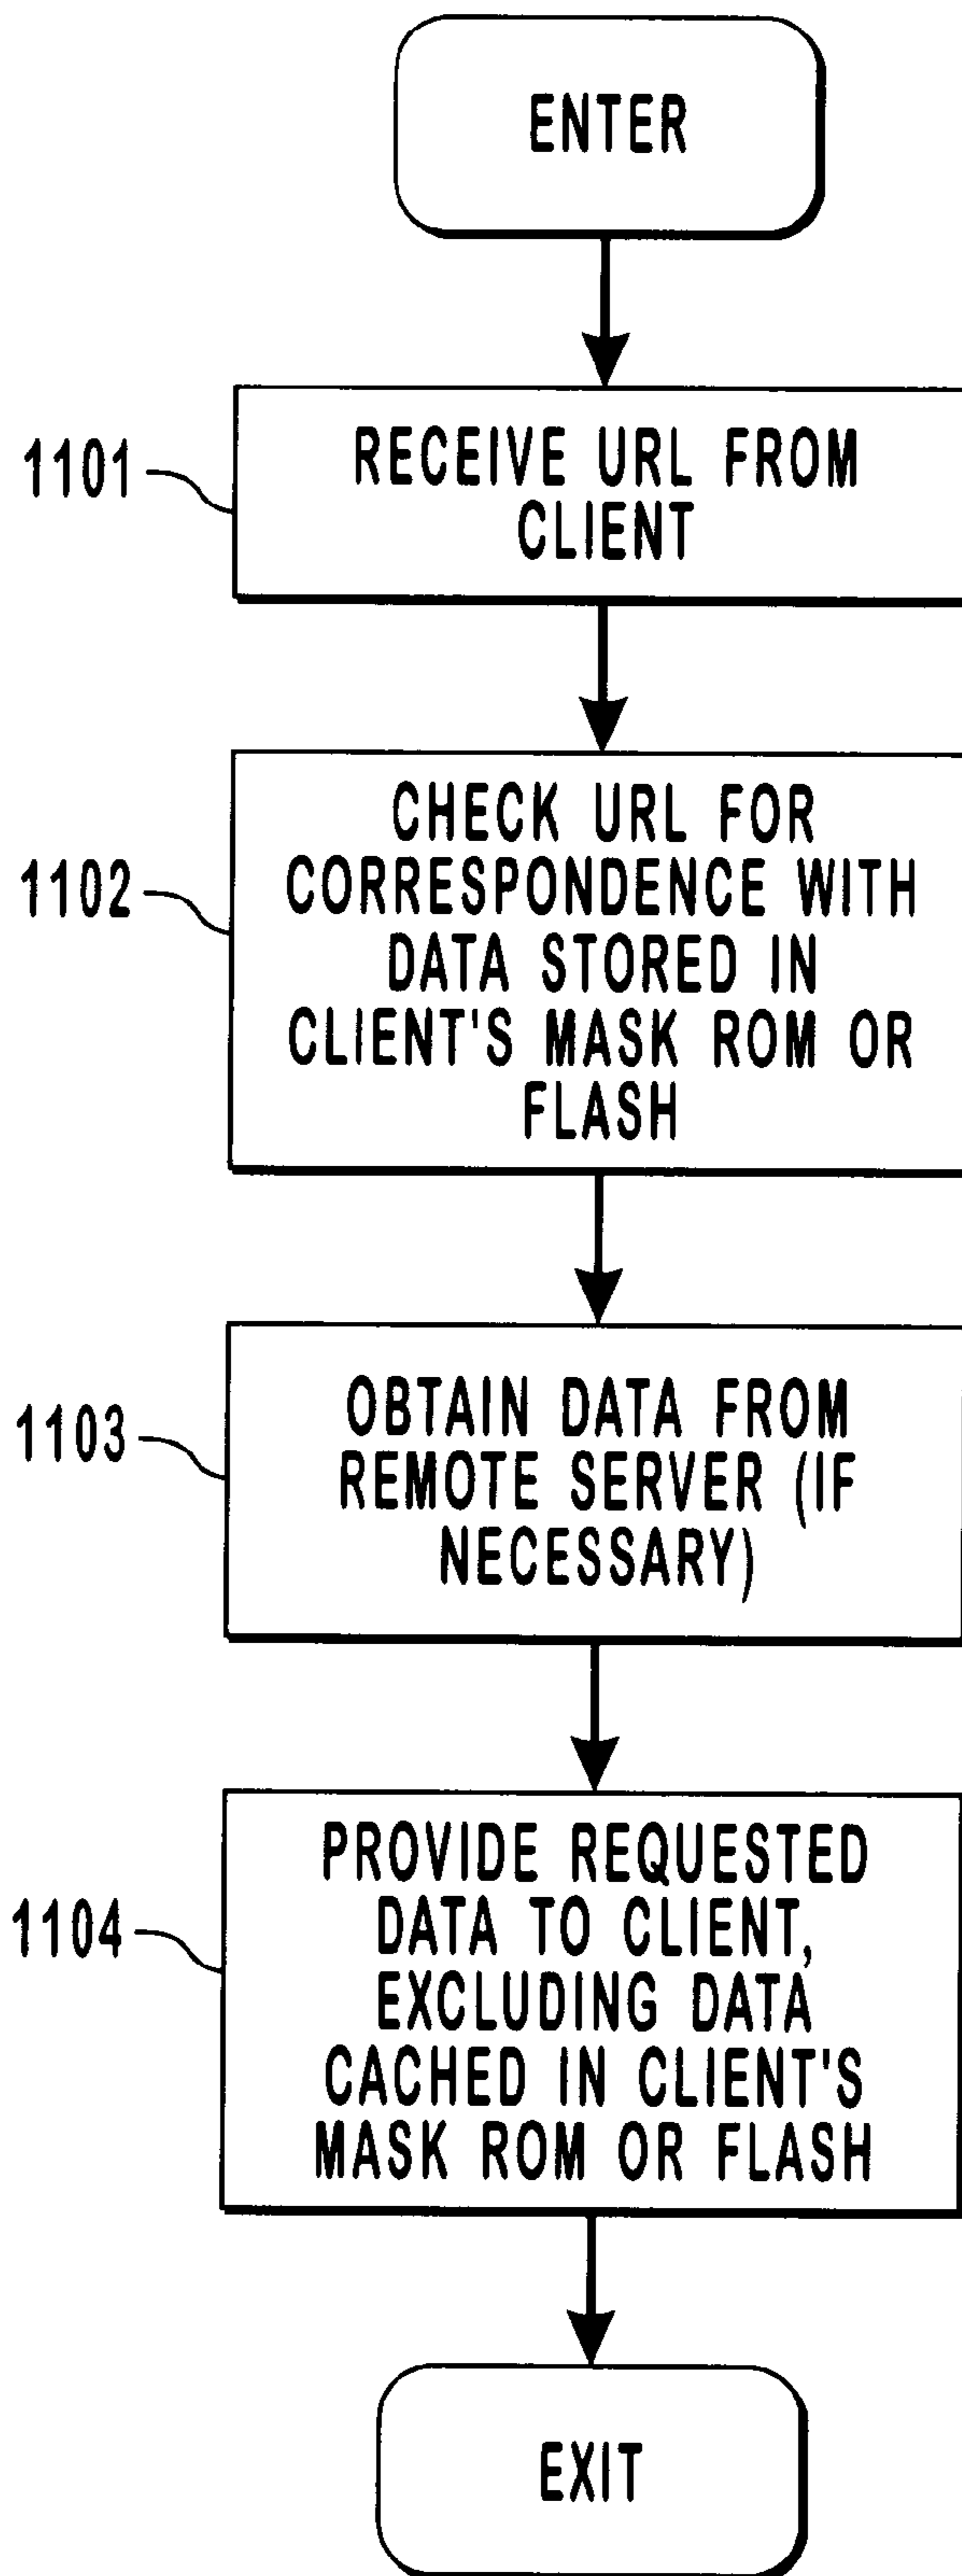 ENTER
1101
RECEIVE URL FROM
CLIENT
1102
CHECK URL FOR
CORRESPONDENCE WITH
DATA STORED IN
CLIENT'S MASK ROM OR
FLASH
1103
OBTAIN DATA FROM
REMOTE SERVER (IF
NECESSARY)
1104
PROVIDE REQUESTED
DATA TO CLIENT,
EXCLUDING DATA
CACHED IN CLIENT'S
MASK ROM OR FLASH
EXIT